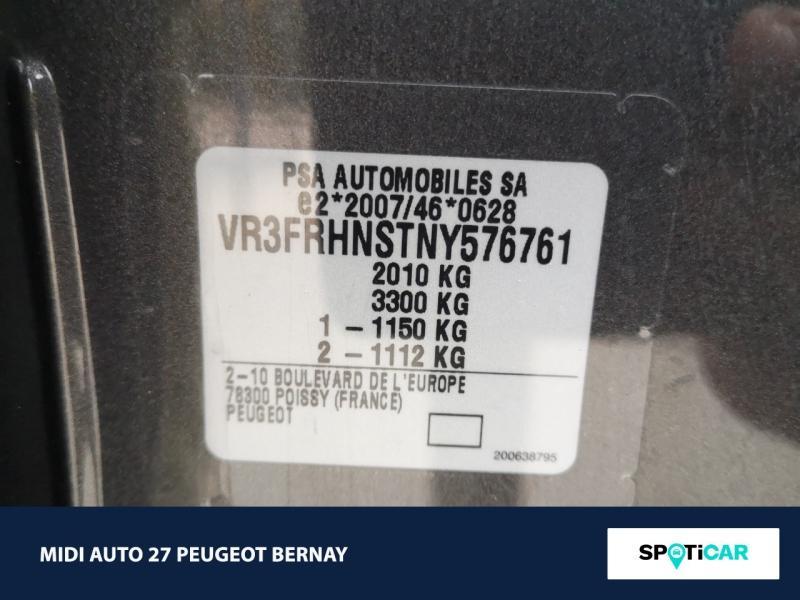 PSA AUTOMOBILES SA
e2*2007/46*0628
VR3FRHNSTNY576761
2010 KG
3300 KG
1 - 1150 KG
2 - 1112 KG
2-10 BOULEVARD DE L'EUROPE
78300 POISSY (FRANCE)
PEUGEOT
200638795
MIDI AUTO 27 PEUGEOT BERNAY
SPOTiCAR